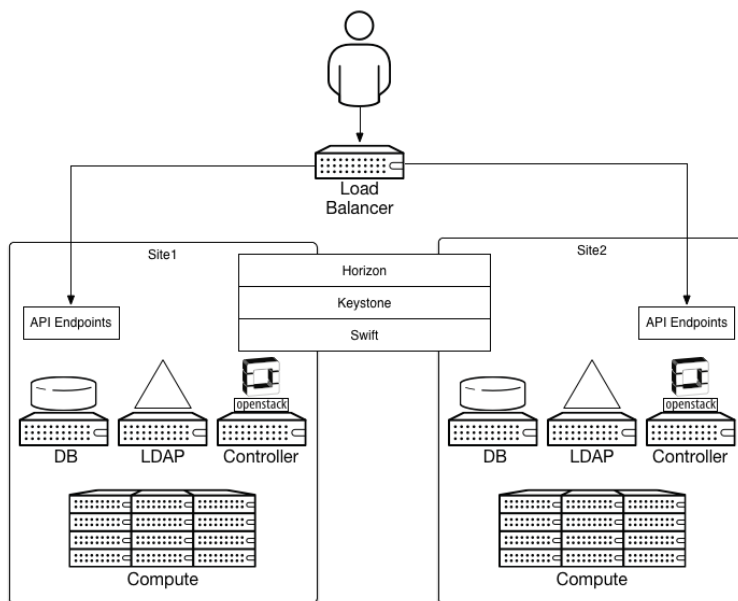 Load
Balancer
Site1
Site2
Horizon
Keystone
Swift
API Endpoints
API Endpoints
openstack
openstack
DB
LDAP
Controller
DB
LDAP
Controller
Compute
Compute